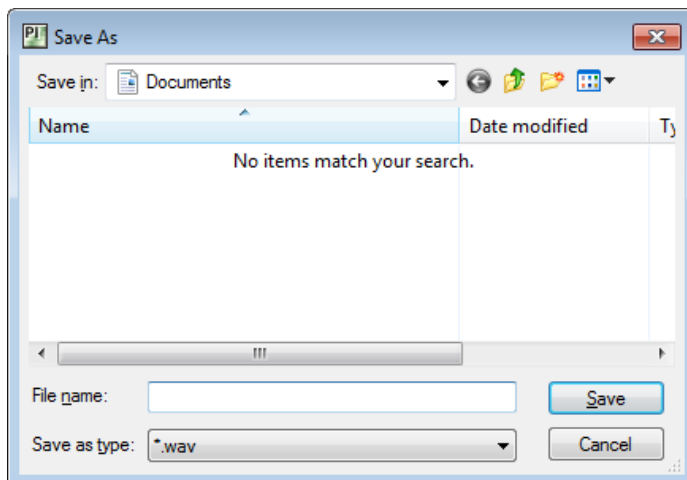 PI Save As
Save in: Documents
Name Date modified Ty
No items match your search.
File name: Save
Save as type: *.wav Cancel